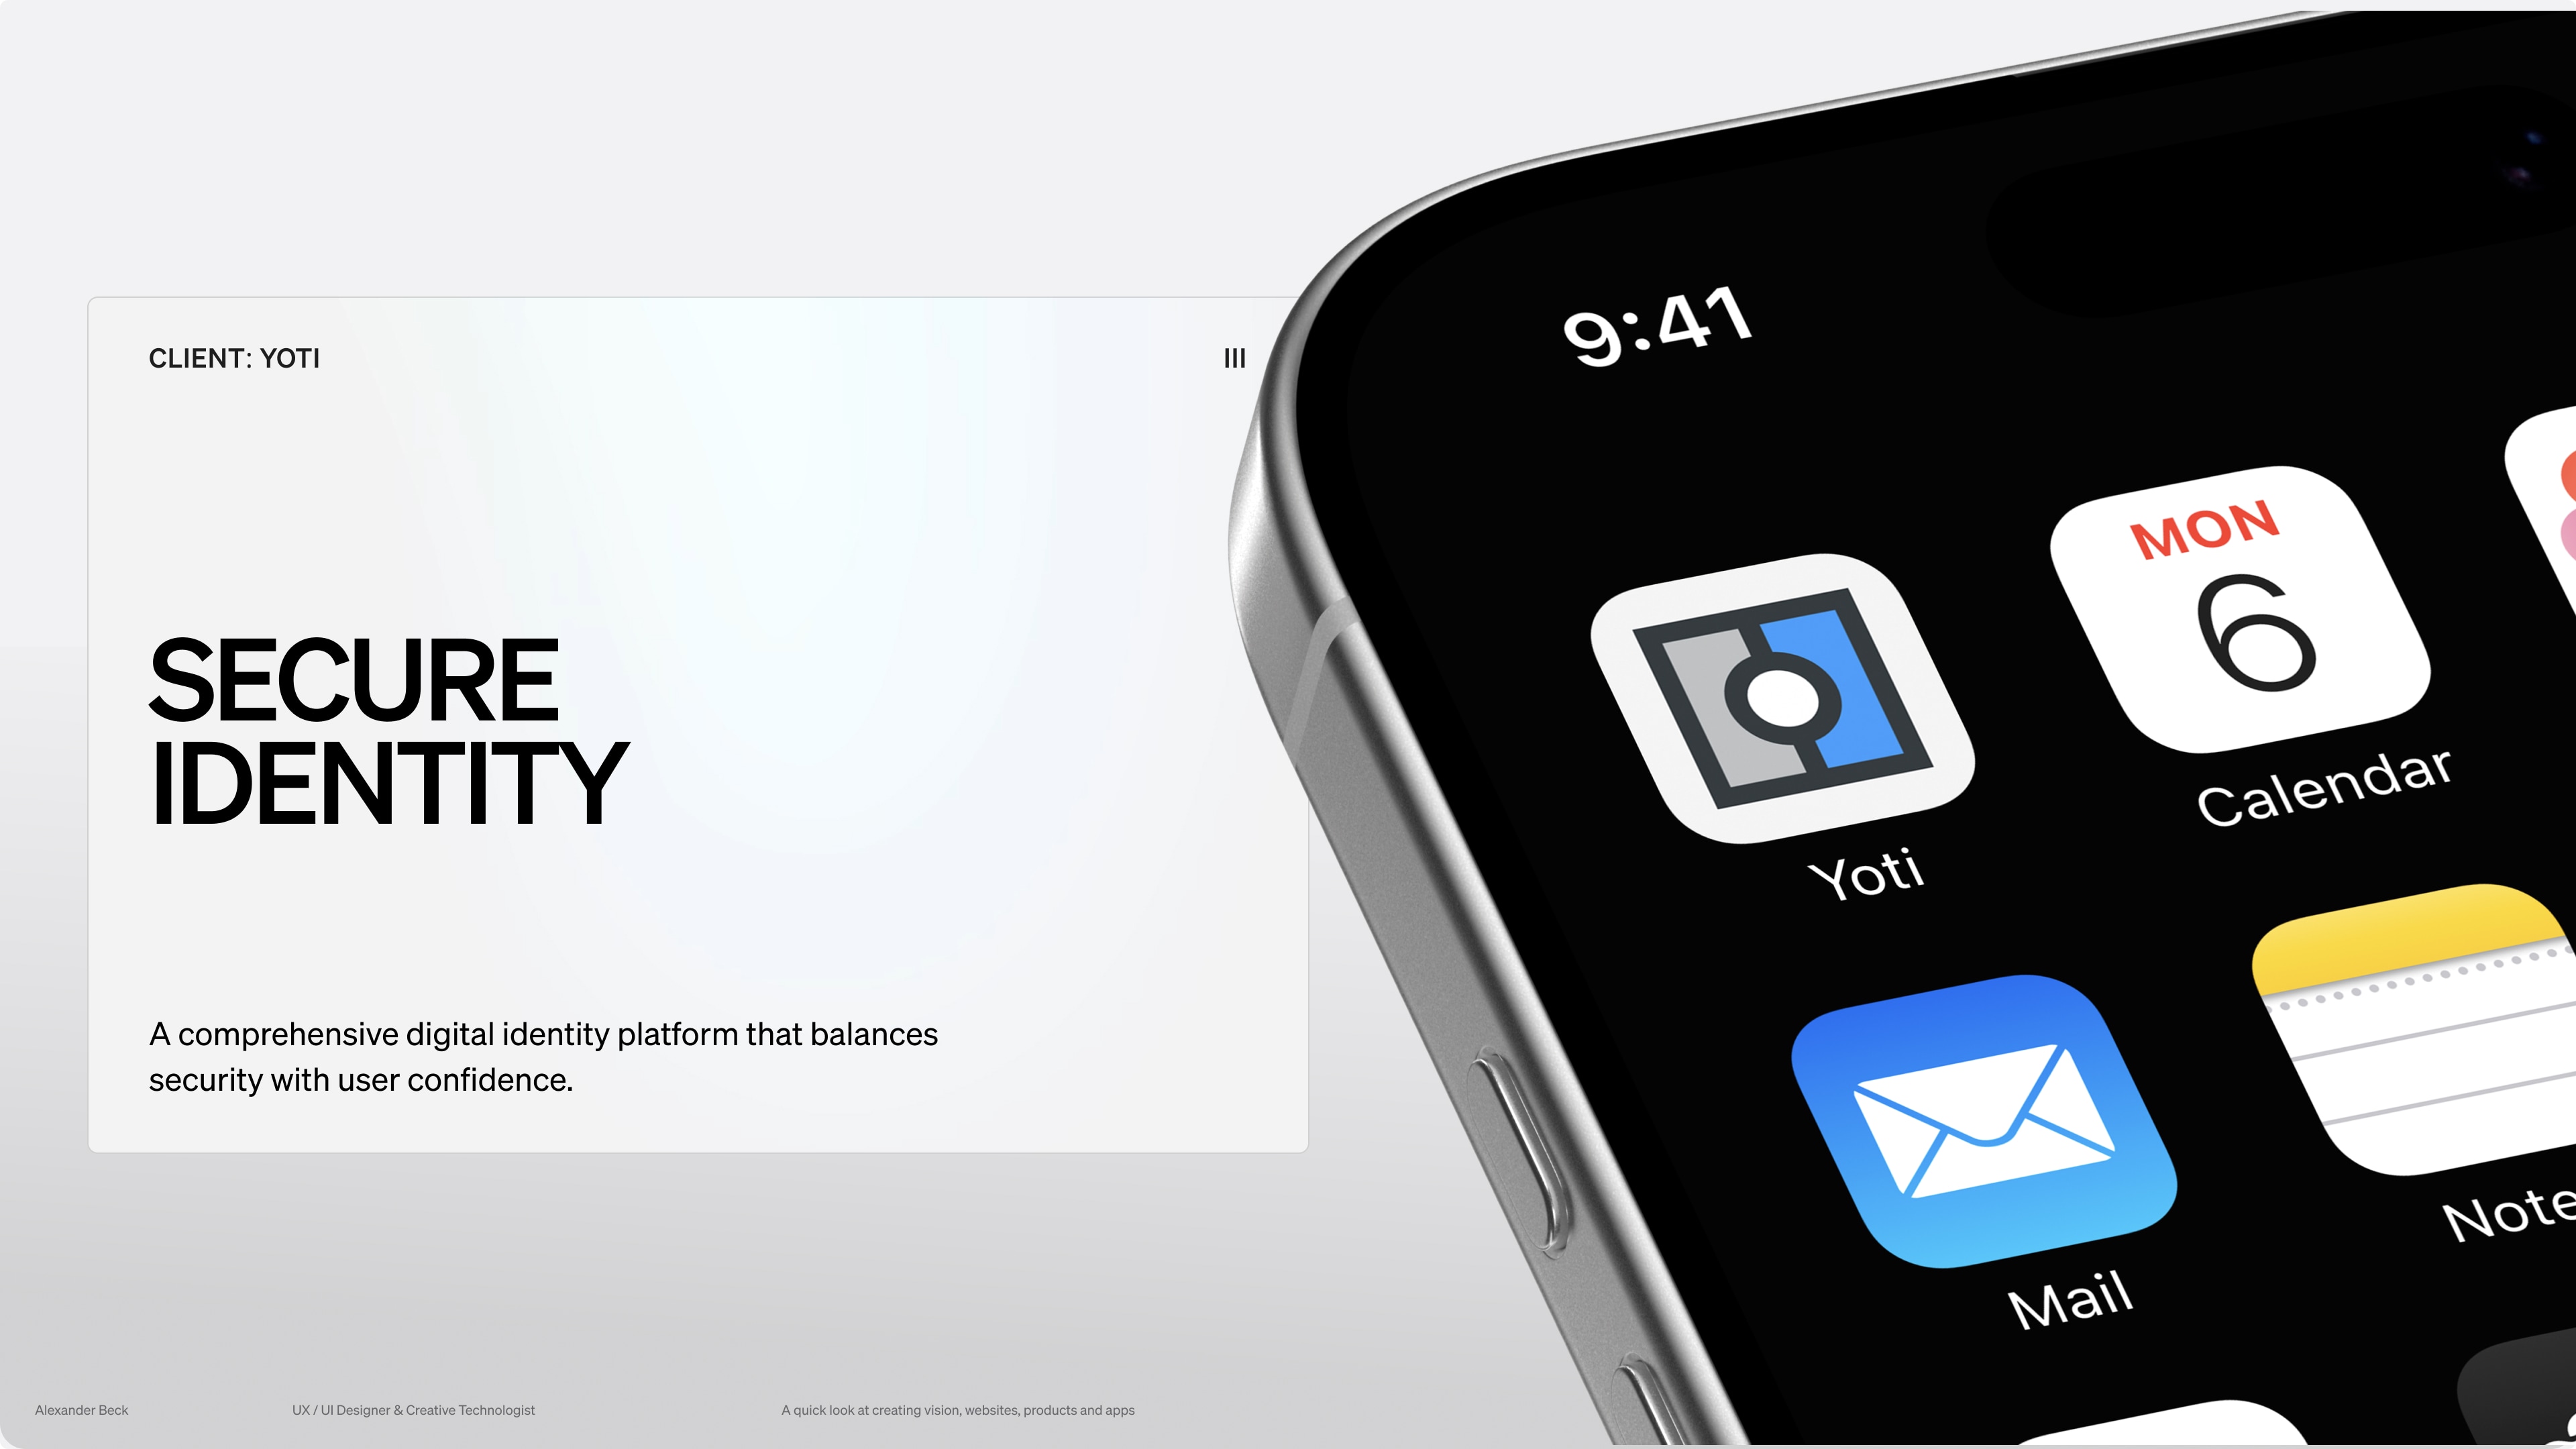 CLIENT: YOTI
III
SECURE
IDENTITY
A comprehensive digital identity platform that balances
security with user confidence.
9:41
MON
6
Yoti
Calendar
Mail
Note
Alexander Beck
UX / UI Designer & Creative Technologist
A quick look at creating vision, websites, products and apps